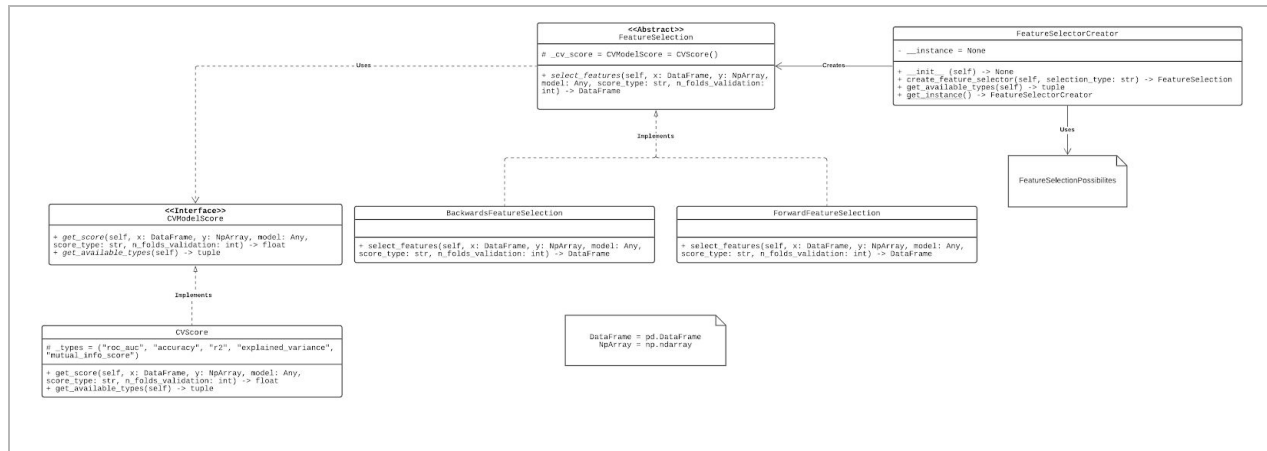 <<Abstract>>
FeatureSelection
# _cv_score = CVModelScore = CVScore()
+ select_features(self, x: DataFrame, y: NpArray,
model: Any, score_type: str, n_folds_validation:
int) -> DataFrame
FeatureSelectorCreator
- __instance = None
+ __init__ (self) -> None
+ create_feature_selector(self, selection_type: str) -> FeatureSelection
+ get_available_types(self) -> tuple
+ get_instance() -> FeatureSelectorCreator
Uses
Creates
Implements
Uses
FeatureSelectionPossibilites
<<Interface>>
CVModelScore
+ get_score(self, x: DataFrame, y: NpArray, model: Any,
score_type: str, n_folds_validation: int) -> float
+ get_available_types(self) -> tuple
BackwardsFeatureSelection
+ select_features(self, x: DataFrame, y: NpArray, model: Any,
score_type: str, n_folds_validation: int) -> DataFrame
ForwardFeatureSelection
+ select_features(self, x: DataFrame, y: NpArray, model: Any,
score_type: str, n_folds_validation: int) -> DataFrame
Implements
CVScore
# _types = ("roc_auc", "accuracy", "r2", "explained_variance",
"mutual_info_score")
+ get_score(self, x: DataFrame, y: NpArray, model: Any,
score_type: str, n_folds_validation: int) -> float
+ get_available_types(self) -> tuple
DataFrame = pd.DataFrame
NpArray = np.ndarray